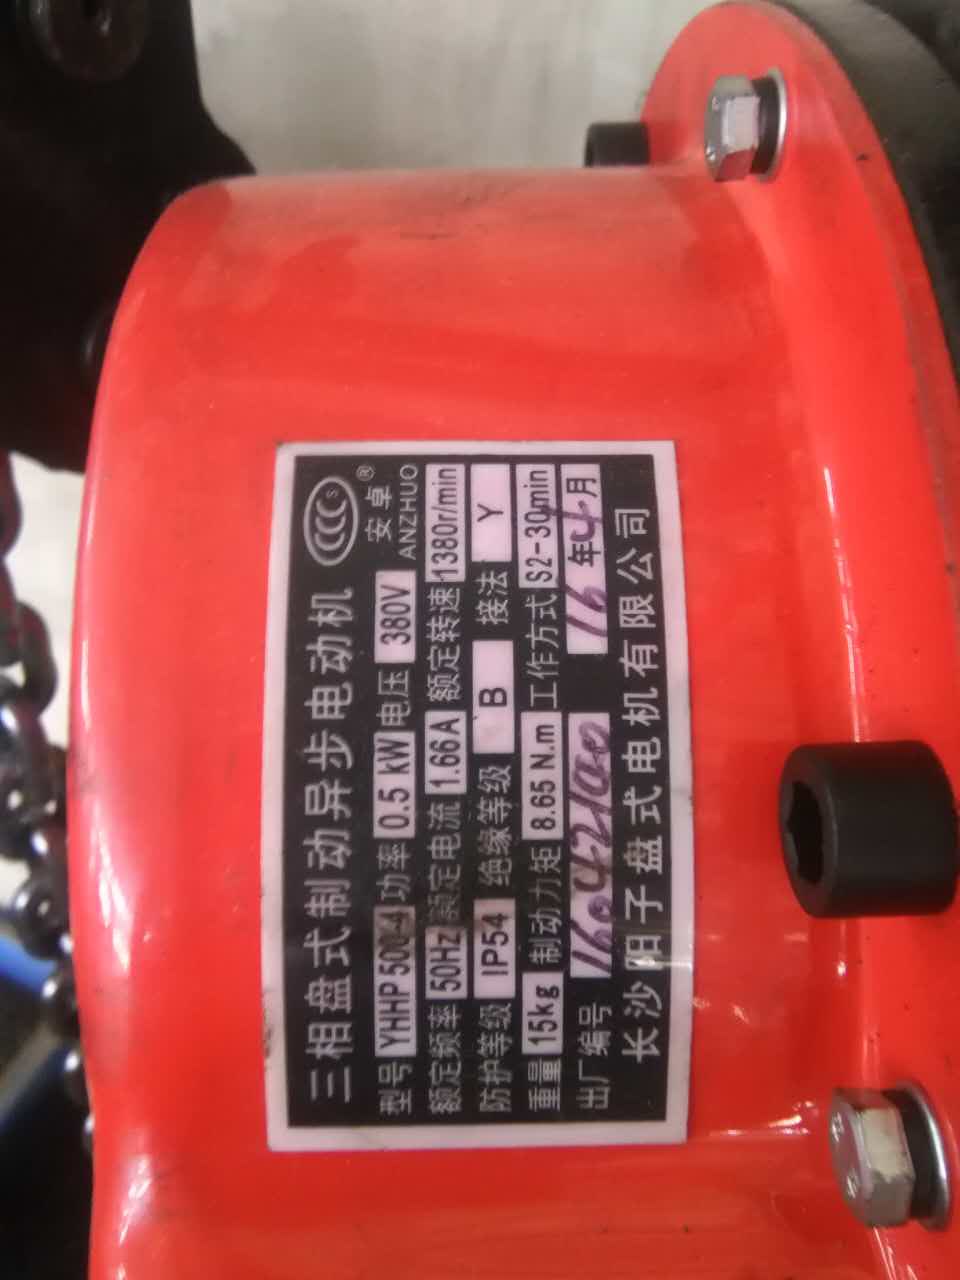 三相盘式制动异步电动机 CCC S
安卓® ANZHUO
型号 YHHP500-4 功率 0.5 kW 电压 380V
额定频率 50Hz 额定电流 1.66A 额定转速 1380r/min
防护等级 IP54 绝缘等级 B 接法 Y
重量 15kg 制动力矩 8.65 N.m 工作方式 S2-30min
出厂编号 16 年 4 月
长沙阳子盘式电机有限公司